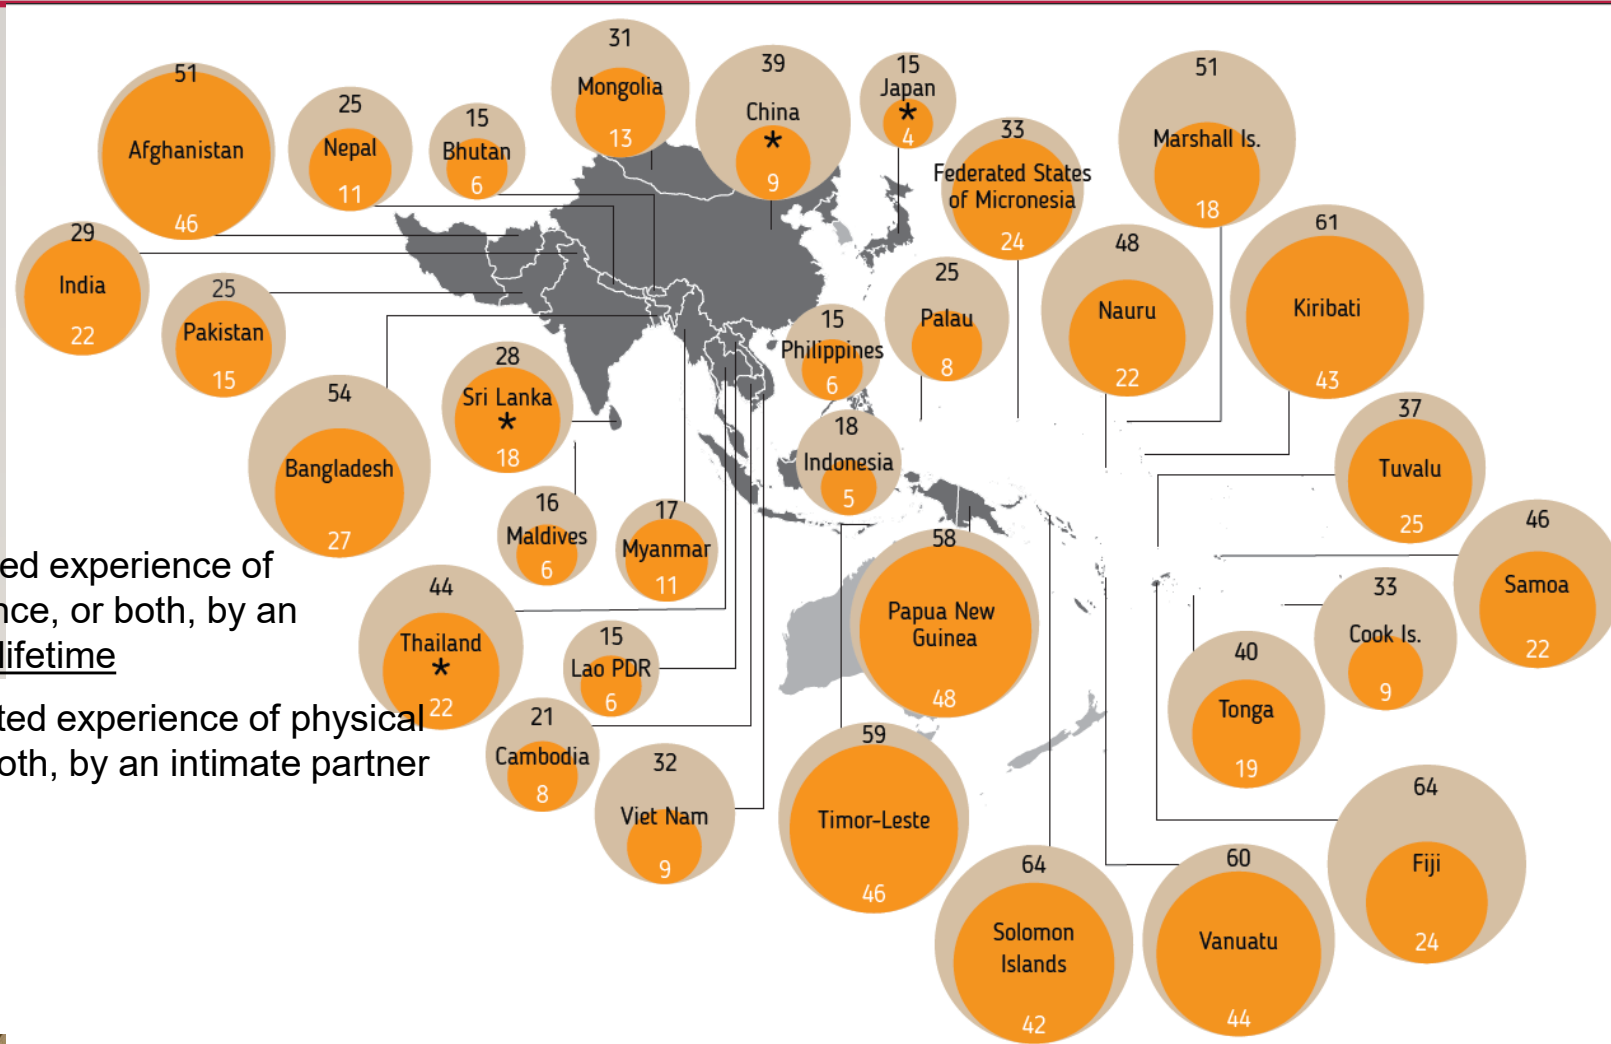 31
Mongolia
13
39
China
*
9
15
Japan
*
4
51
Marshall Is.
18
51
Afghanistan
46
25
Nepal
11
15
Bhutan
6
33
Federated States
of Micronesia
24
61
Kiribati
43
29
India
22
25
Pakistan
15
48
Nauru
22
25
Palau
8
15
Philippines
6
28
Sri Lanka
*
18
54
Bangladesh
27
37
Tuvalu
25
18
Indonesia
5
16
Maldives
6
17
Myanmar
11
46
Samoa
22
58
Papua New
Guinea
48
33
Cook Is.
9
ed experience of
nce, or both, by an
lifetime
44
Thailand
*
22
15
Lao PDR
6
40
Tonga
19
ted experience of physical
oth, by an intimate partner
21
Cambodia
8
32
Viet Nam
9
59
Timor-Leste
46
64
Fiji
24
64
Solomon
Islands
42
60
Vanuatu
44